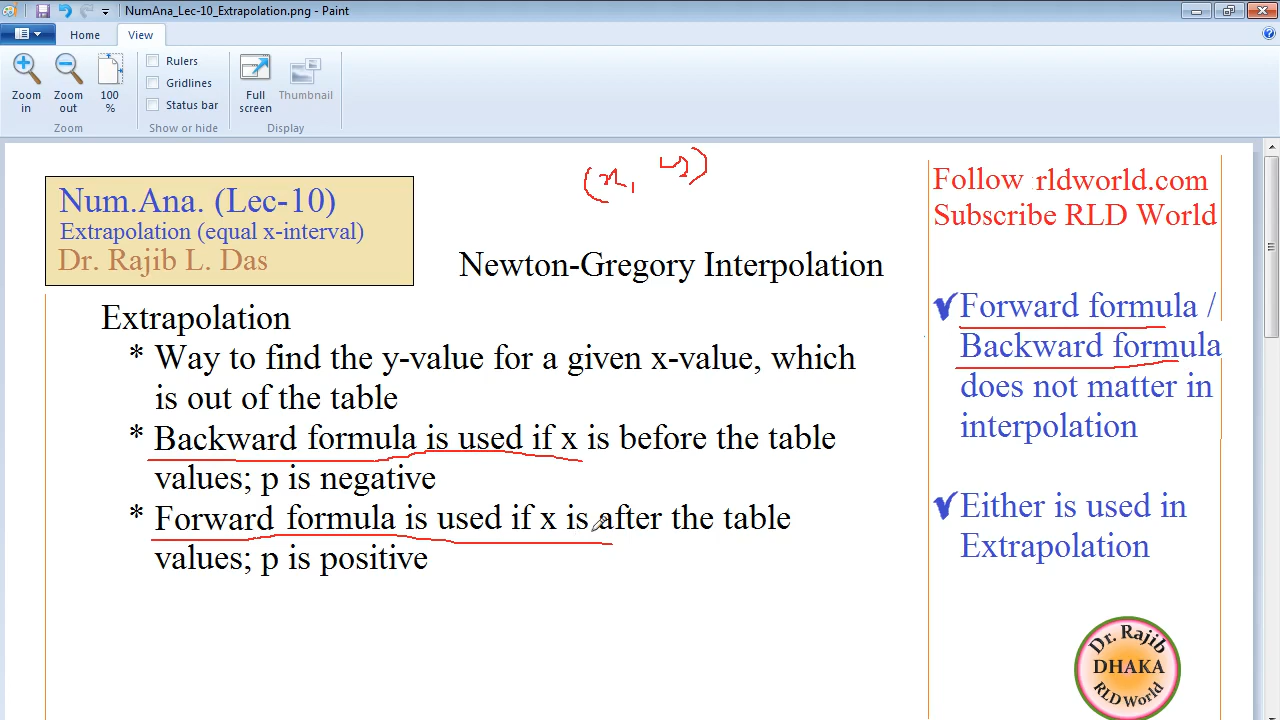 NumAna_Lec-10_Extrapolation.png - Paint
Home View
Zoom in
Zoom out
100 %
Rulers
Gridlines
Status bar
Full screen
Thumbnail
Zoom
Show or hide
Display
(x, y)
Num.Ana. (Lec-10)
Extrapolation (equal x-interval)
Dr. Rajib L. Das
Newton-Gregory Interpolation
Extrapolation
* Way to find the y-value for a given x-value, which
is out of the table
* Backward formula is used if x is before the table
values; p is negative
* Forward formula is used if x is after the table
values; p is positive
Follow rldworld.com
Subscribe RLD World
Forward formula /
Backward formula
does not matter in
interpolation
Either is used in
Extrapolation
Dr. Rajib
DHAKA
RLD World